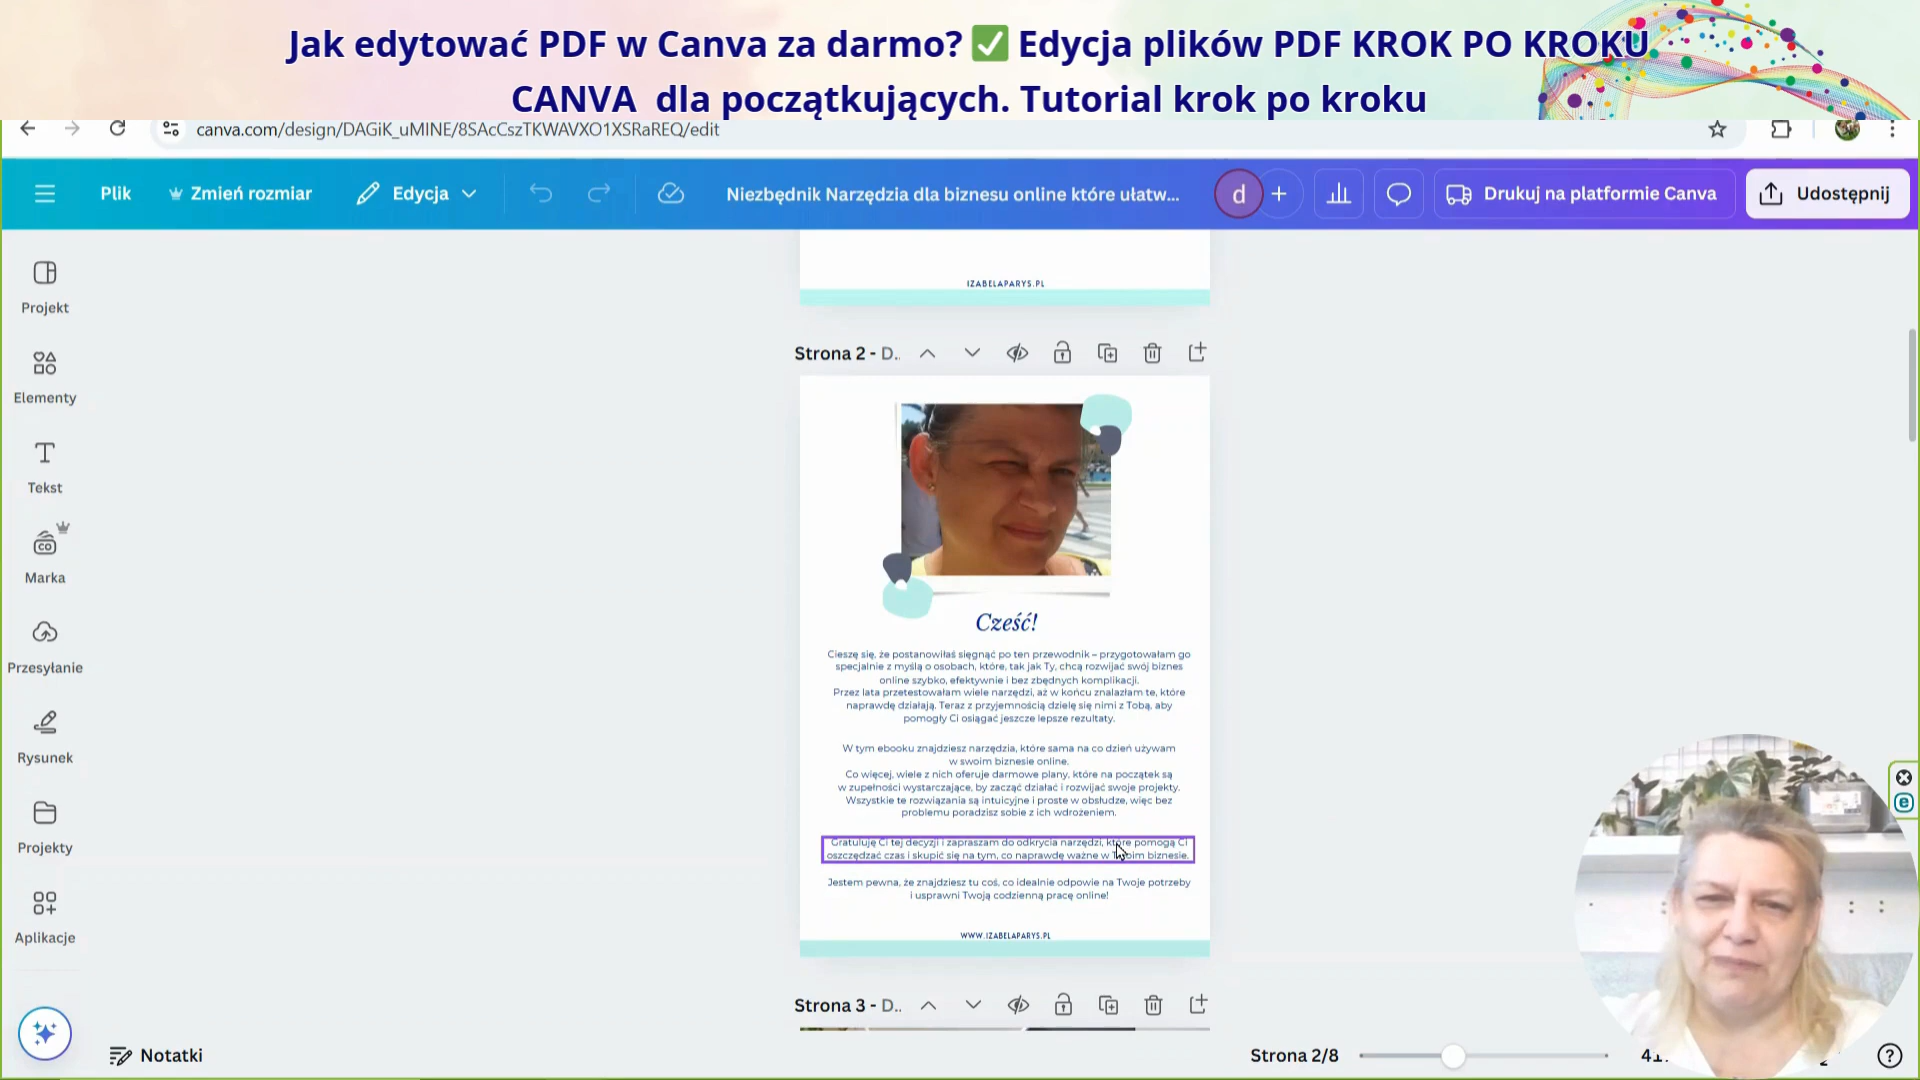 Jak edytować PDF w Canva za darmo? ✅ Edycja plików PDF KROK PO KROKU
CANVA dla początkujących. Tutorial krok po kroku
canva.com/design/DAGiK_uMINE/8SAcCszTKWAVXO1XSRaREQ/edit
Plik
Zmień rozmiar
Edycja
Niezbędnik Narzędzia dla biznesu online które ułatw...
d
Drukuj na platformie Canva
Udostępnij
Projekt
Elementy
Tekst
Marka
Przesyłanie
Rysunek
Projekty
Aplikacje
IZABELAPARYS.PL
Strona 2 - D..
Cześć!
Cieszę się, że postanowiłaś sięgnąć po ten przewodnik – przygotowałam go
specjalnie z myślą o osobach, które, tak jak Ty, chcą rozwijać swój biznes
online szybko, efektywnie i bez zbędnych komplikacji.
Przez lata przetestowałam wiele narzędzi, aż w końcu znalazłam te, które
naprawdę działają. Teraz z przyjemnością dzielę się nimi z Tobą, aby
pomogły Ci osiągać jeszcze lepsze rezultaty.
W tym ebooku znajdziesz narzędzia, które sama na co dzień używam
w swoim biznesie online.
Co więcej, wiele z nich oferuje darmowe plany, które na początek są
w zupełności wystarczające, by zacząć działać i rozwijać swoje projekty.
Wszystkie te rozwiązania są intuicyjne i proste w obsłudze, więc bez
problemu poradzisz sobie z ich wdrożeniem.
Gratuluję Ci tej decyzji i zapraszam do odkrycia narzędzi, które pomogą Ci
oszczędzać czas i skupić się na tym, co naprawdę ważne w Twoim biznesie.
Jestem pewna, że znajdziesz tu coś, co idealnie odpowie na Twoje potrzeby
i usprawni Twoją codzienną pracę online!
WWW.IZABELAPARYS.PL
Strona 3 - D..
Notatki
Strona 2/8